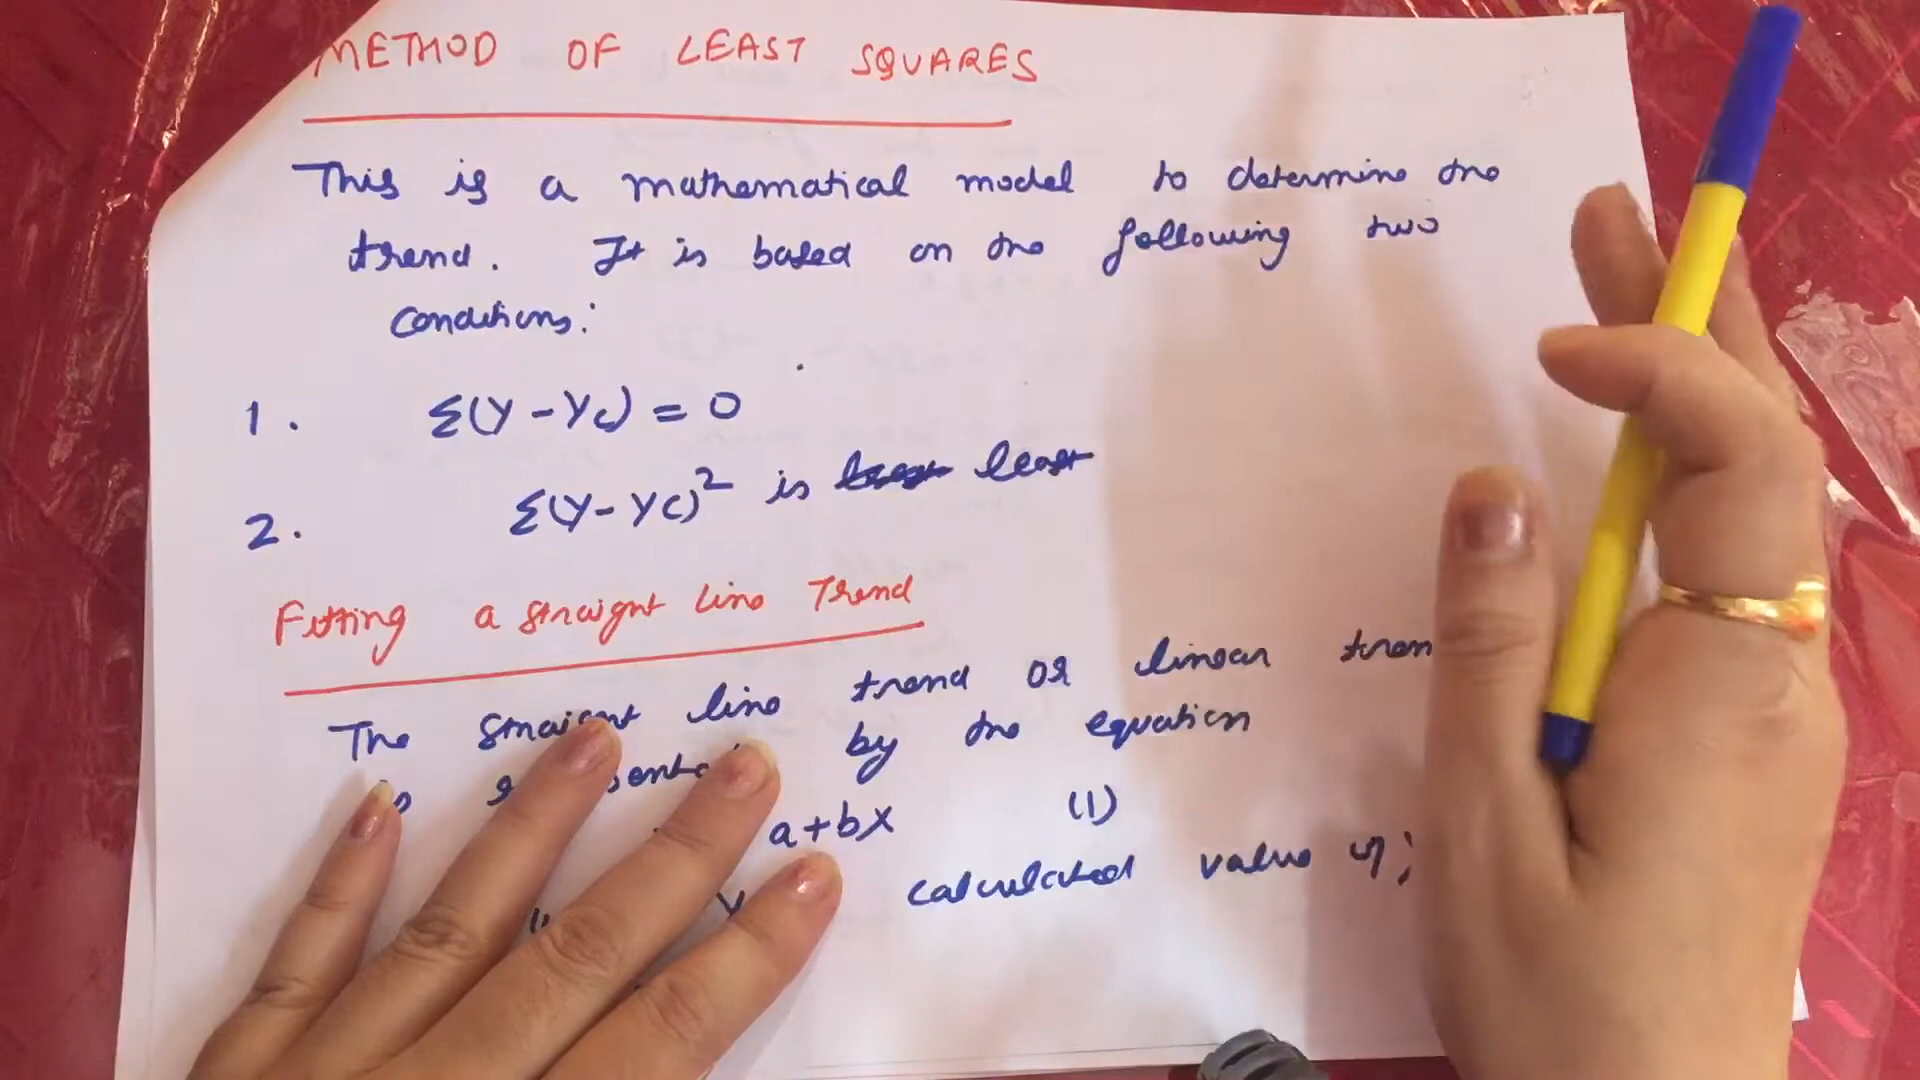 METHOD OF LEAST SQUARES
This is a mathematical model to determine the
trend. It is based on the following two
conditions:
1. Σ(Y-Yc) = 0
2. Σ(Y-Yc)² is least
Fitting a straight line Trend
The straight line trend or linear tren
by the equation
a+bx (1)
calculated value of